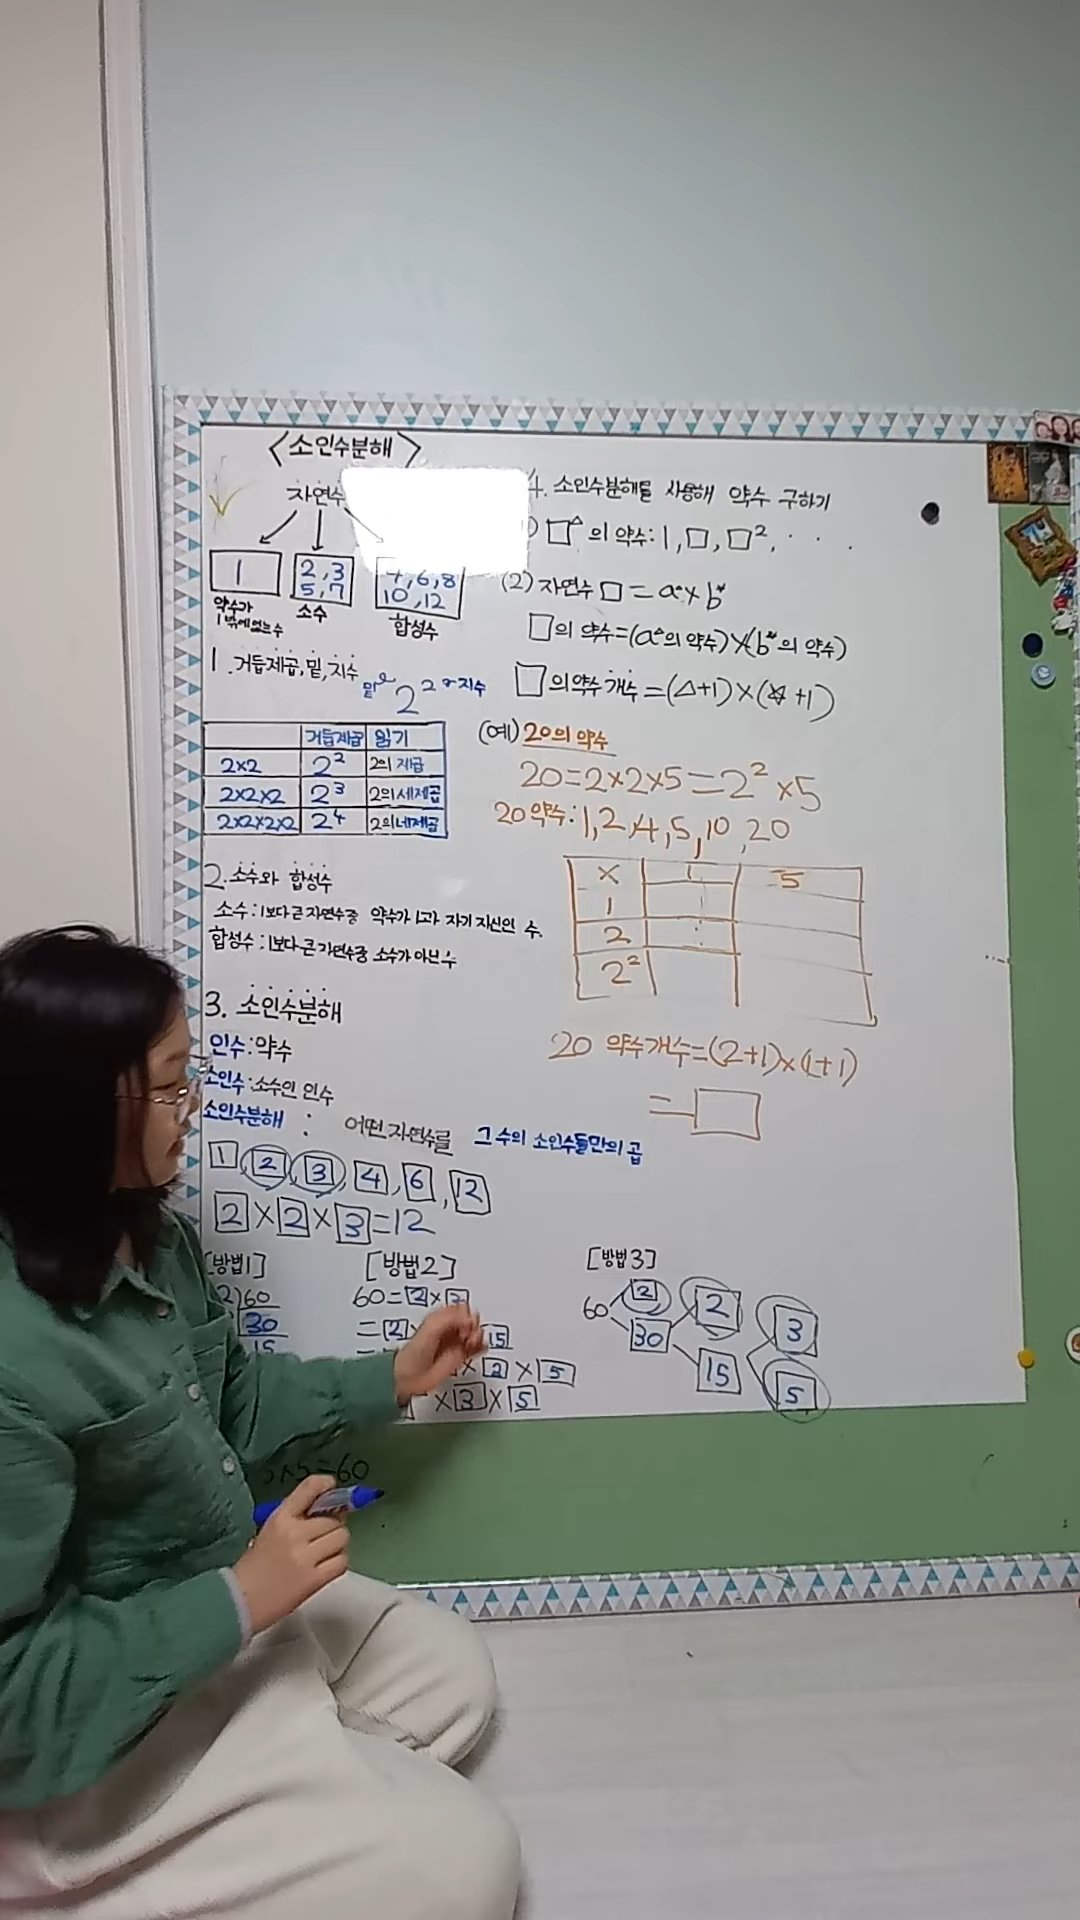 <소인수분해>
자연수
1
2, 3
5, 7
4, 6, 8
10, 12
약수가
1밖에 없는 수
소수
합성수
1. 거듭제곱, 밑, 지수
밑 2² 지수
거듭제곱 읽기
2×2 2² 2의 제곱
2×2×2 2³ 2의 세제곱
2×2×2×2 2⁴ 2의 네제곱
2. 소수와 합성수
소수: 1보다 큰 자연수중 약수가 1과 자기 자신인 수.
합성수: 1보다 큰 자연수중 소수가 아닌 수
3. 소인수분해
인수: 약수
소인수: 소수인 인수
소인수분해 : 어떤 자연수를 그 수의 소인수들만의 곱
1, 2, 3, 4, 6, 12
2×2×3=12
[방법1]
2)60
30
15
×5=60
[방법2]
60=2×
=2 15
×2×5
×3×5
[방법3]
60 2 30
2 15
3 5
4. 소인수분해를 사용해 약수 구하기
) □△의 약수: 1, □, □², · · ·
(2) 자연수 □=a × b
□의 약수=(a의 약수)×(b의 약수)
□의 약수 개수=(△+1)×(☆+1)
(예) 20의 약수
20=2×2×5=2²×5
20 약수: 1, 2, 4, 5, 10, 20
× 1 5
1
2
2²
20 약수개수=(2+1)×(1+1)
=□